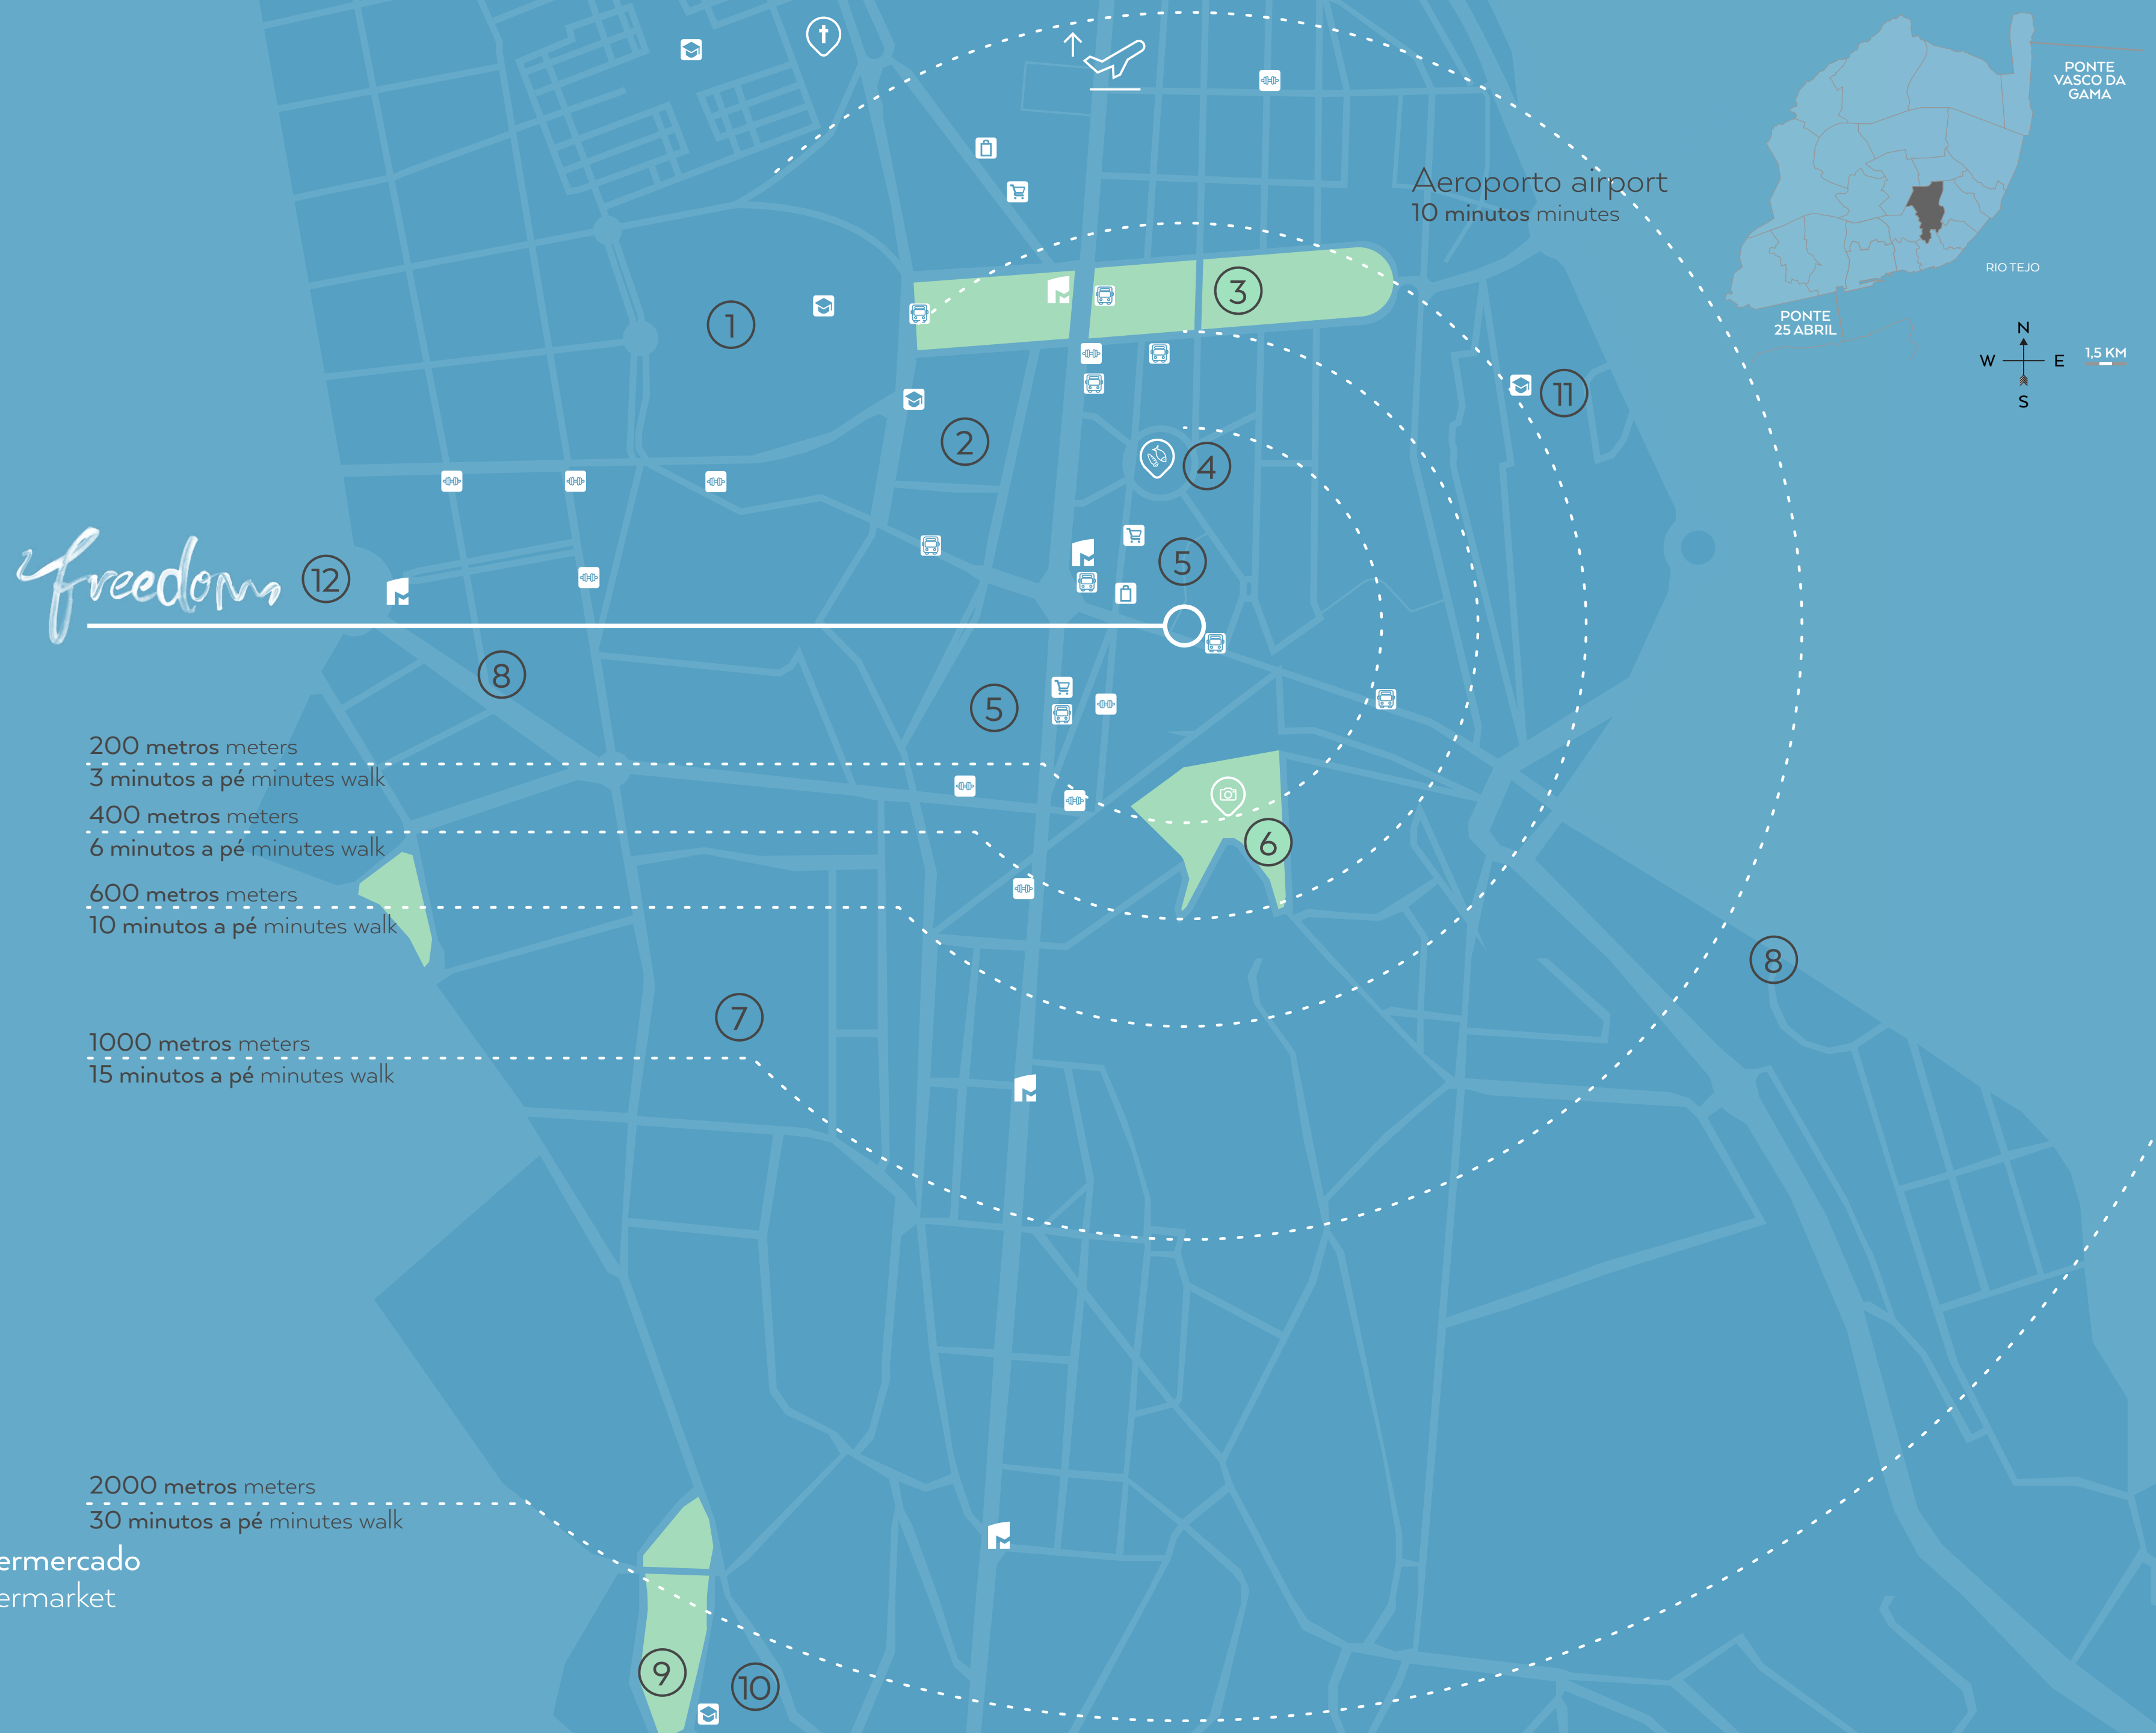 Aeroporto airport
10 minutos minutes
PONTE
VASCO DA
GAMA
RIO TEJO
PONTE
25 ABRIL
N
W E
S
1,5 KM
1
2
3
4
5
11
freedom
12
8
5
6
200 metros meters
3 minutos a pé minutes walk
400 metros meters
6 minutos a pé minutes walk
600 metros meters
10 minutos a pé minutes walk
8
7
1000 metros meters
15 minutos a pé minutes walk
2000 metros meters
30 minutos a pé minutes walk
ermercado
ermarket
9
10